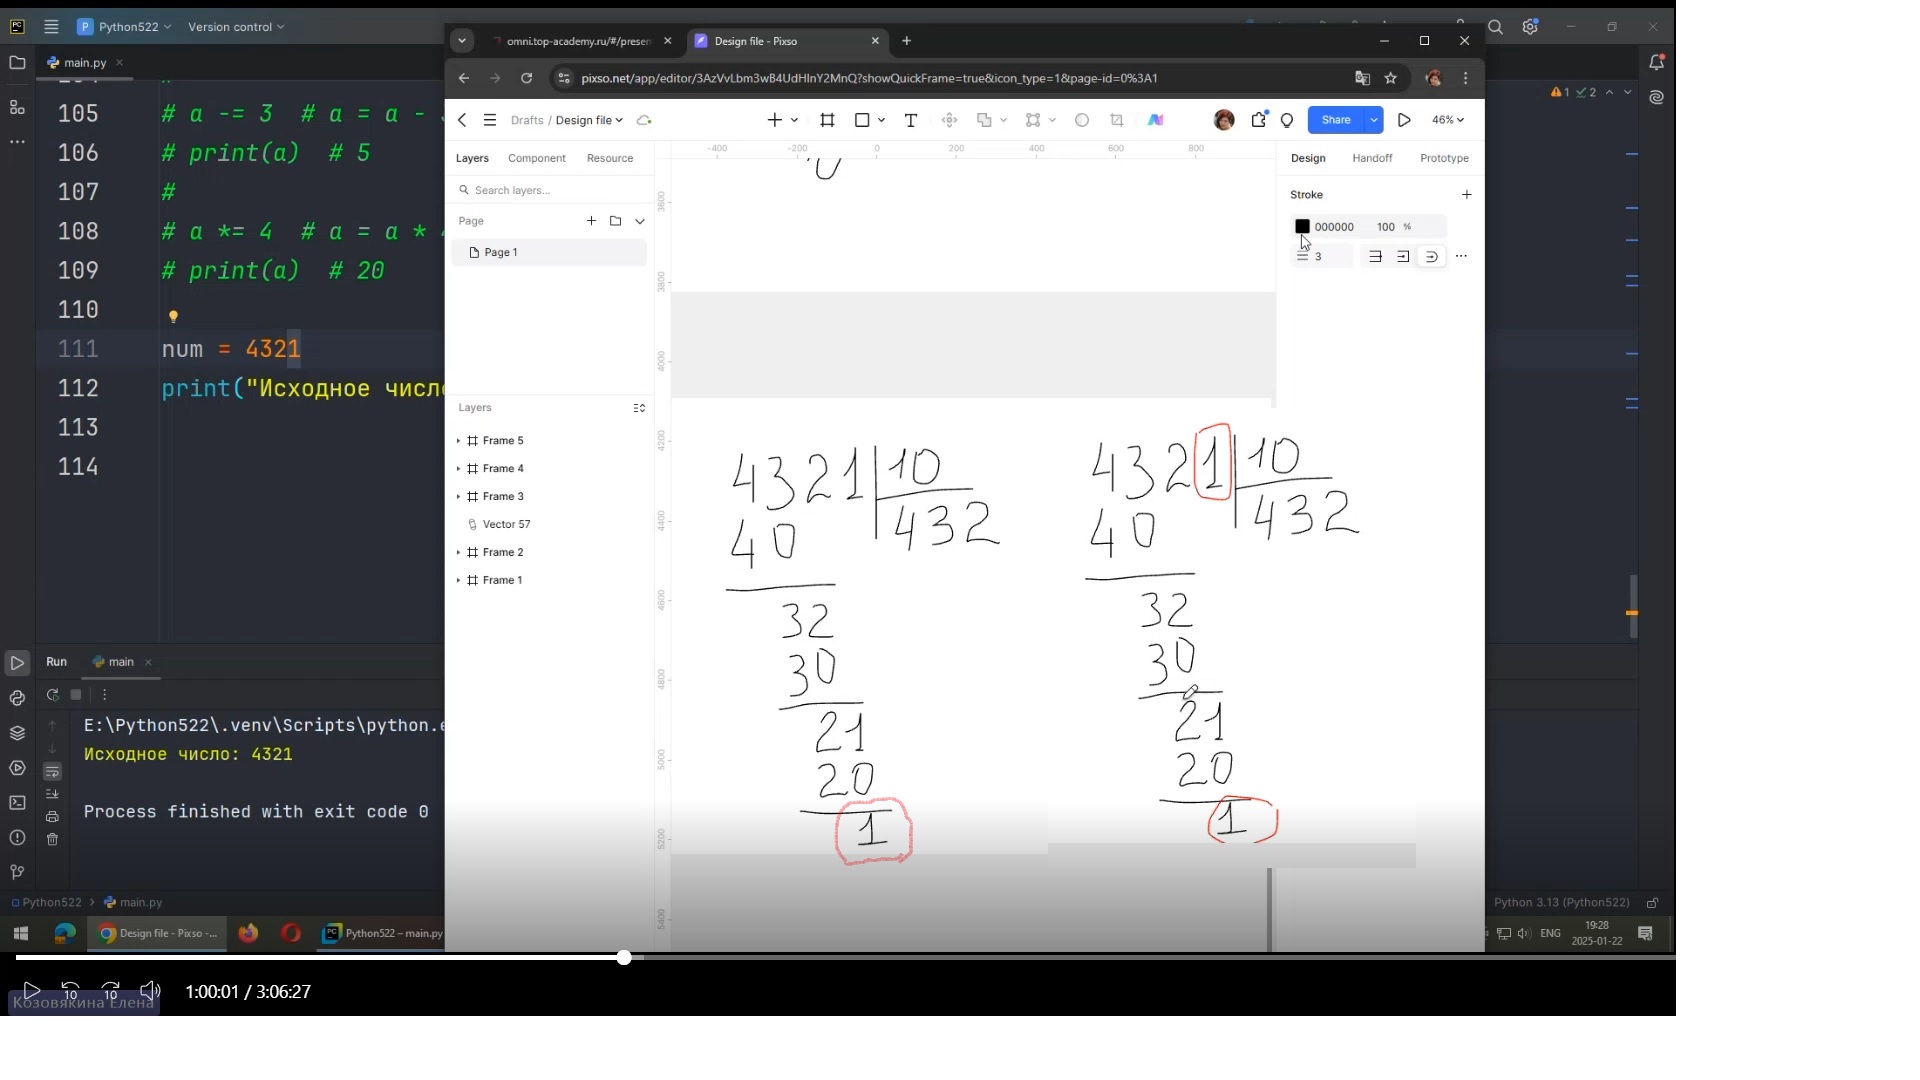 Python522
Version control
main.py
105 # a -= 3 # a = a -
106 # print(a) # 5
107 #
108 # a *= 4 # a = a *
109 # print(a) # 20
110
111 num = 4321
112 print("Исходное числ
113
114
Run main
E:\Python522\.venv\Scripts\python.e
Исходное число: 4321
Process finished with exit code 0
Python522 > main.py
omni.top-academy.ru/#/presen
Design file - Pixso
pixso.net/app/editor/3AzVvLbm3wB4UdHlnY2MnQ?showQuickFrame=true&icon_type=1&page-id=0%3A1
Drafts / Design file
Share
46%
Layers Component Resource
Search layers...
Page
Page 1
Layers
Frame 5
Frame 4
Frame 3
Vector 57
Frame 2
Frame 1
-400 -200 0 200 400 600 800
3600
3800
4000
4200
4400
4600
4800
5000
5200
5400
0
4321 10
40 432
32
30
21
20
1
4321 10
40 432
32
30
21
20
1
Design Handoff Prototype
Stroke
000000 100 %
3
1 2
Python 3.13 (Python522)
Design file - Pixso -...
Python522 – main.py
ENG
19:28
2025-01-22
10 10
1:00:01 / 3:06:27
Козовякина Елена